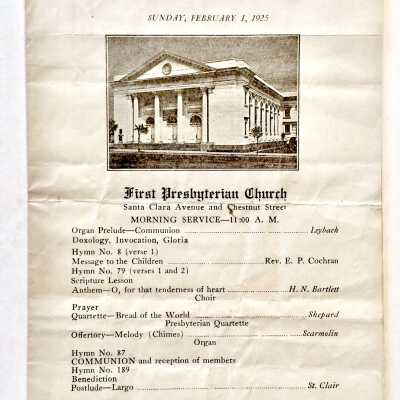 SUNDAY, FEBRUARY 1, 1925
First Presbyterian Church
Santa Clara Avenue and Chestnut Street
MORNING SERVICE—11:00 A. M.
Organ Prelude—Communion ........ Leybach
Doxology, Invocation, Gloria
Hymn No. 8 (verse 1)
Message to the Children ........ Rev. E. P. Cochran
Hymn No. 79 (verses 1 and 2)
Scripture Lesson
Anthem—O, for that tenderness of heart ........ H. N. Bartlett
Choir
Prayer
Quartette—Bread of the World ........ Shepard
Presbyterian Quartette
Offertory—Melody (Chimes) ........ Scarmolin
Organ
Hymn No. 87
COMMUNION and reception of members
Hymn No. 189
Benediction
Postlude—Largo ........ St. Clair